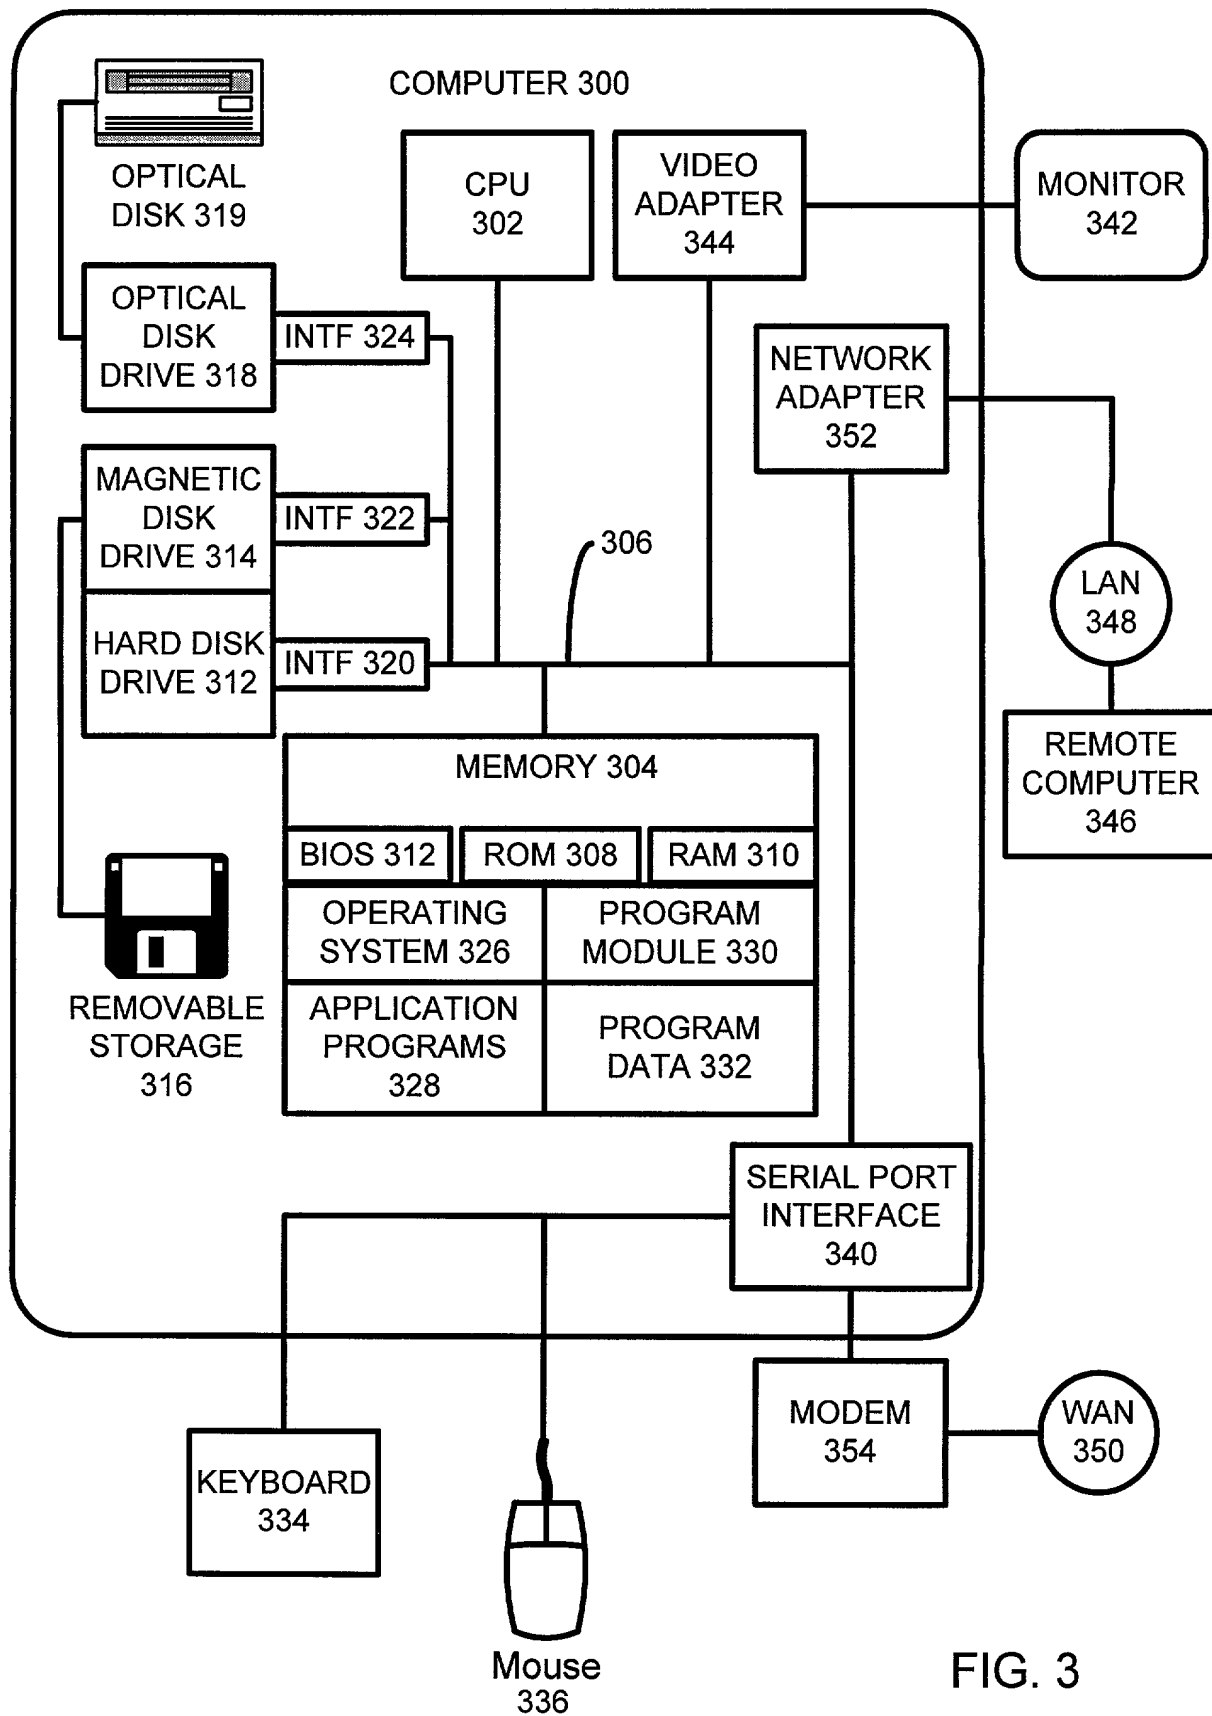 COMPUTER 300
OPTICAL
DISK 319
CPU
302
VIDEO
ADAPTER
344
MONITOR
342
OPTICAL
DISK
DRIVE 318
INTF 324
NETWORK
ADAPTER
352
MAGNETIC
DISK
DRIVE 314
INTF 322
306
LAN
348
HARD DISK
DRIVE 312
INTF 320
REMOTE
COMPUTER
346
MEMORY 304
BIOS 312
ROM 308
RAM 310
OPERATING
SYSTEM 326
PROGRAM
MODULE 330
REMOVABLE
STORAGE
316
APPLICATION
PROGRAMS
328
PROGRAM
DATA 332
SERIAL PORT
INTERFACE
340
MODEM
354
WAN
350
KEYBOARD
334
Mouse
336
FIG. 3